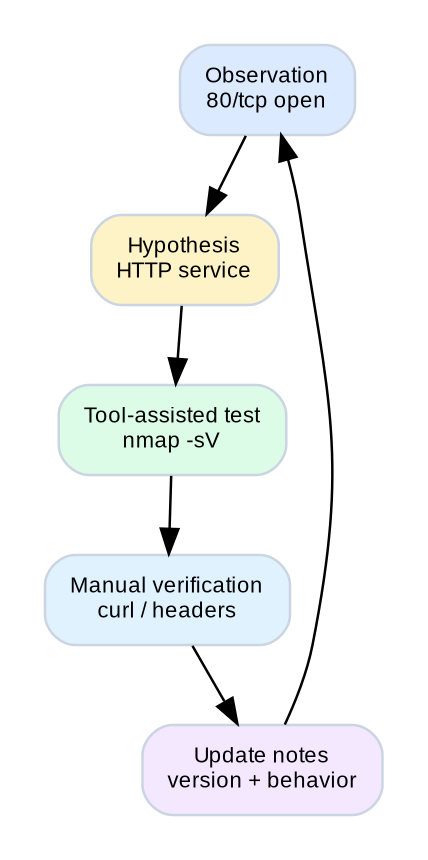 Observation
80/tcp open
Hypothesis
HTTP service
Tool-assisted test
nmap -sV
Manual verification
curl / headers
Update notes
version + behavior